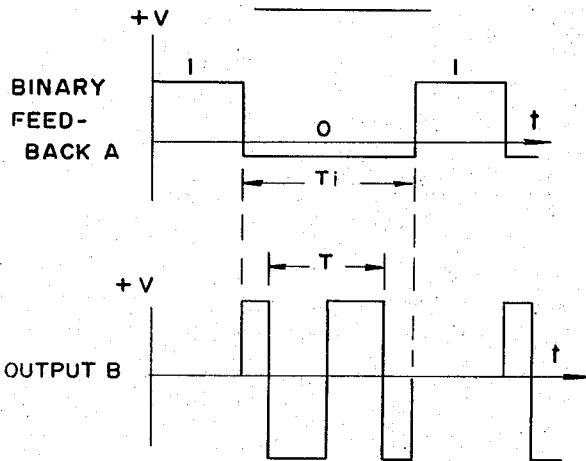 +V
1 1
BINARY
FEED-
BACK A
0
t
Ti
T
+V
OUTPUT B
t